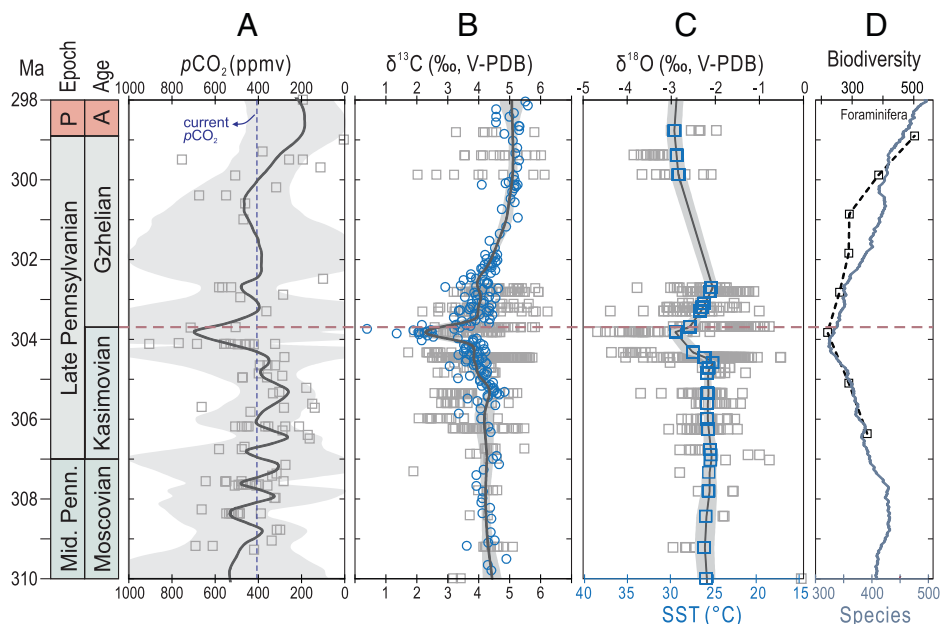 A B C D
Ma Epoch Age pCO₂ (ppmv) δ¹³C (‰, V-PDB) δ¹⁸O (‰, V-PDB) Biodiversity
1000 800 600 400 200 0 1 2 3 4 5 6 -5 -4 -3 -2 -1 0 300 400 500
298
300
302
304
306
308
310
P A
Late Pennsylvanian
Gzhelian
Kasimovian
Mid. Penn.
Moscovian
current
pCO₂
Foraminifera
1000 800 600 400 200 0 1 2 3 4 5 6 40 35 30 25 20 15 300 400 500
SST (°C) Species